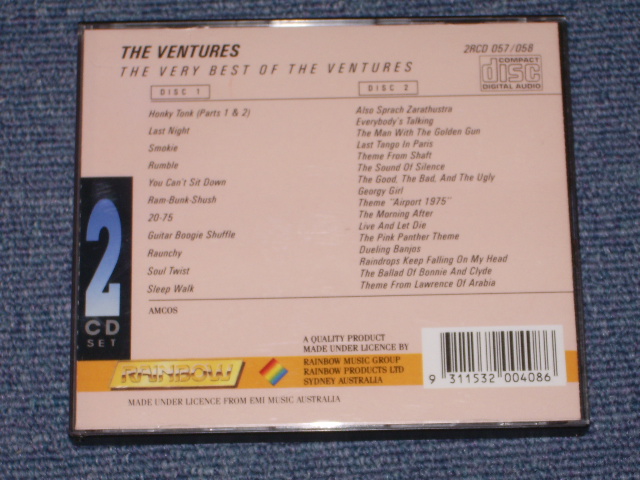 THE VENTURES
2RCD 057/058
THE VERY BEST OF THE VENTURES
COMPACT
disc
DIGITAL AUDIO
DISC 1
Honky Tonk (Parts 1 & 2)
Last Night
Smokie
Rumble
You Can't Sit Down
Ram-Bunk-Shush
20-75
Guitar Boogie Shuffle
Raunchy
Soul Twist
Sleep Walk
DISC 2
Also Sprach Zarathustra
Everybody's Talking
The Man With The Golden Gun
Last Tango In Paris
Theme From Shaft
The Sound Of Silence
The Good, The Bad, And The Ugly
Georgy Girl
Theme "Airport 1975"
The Morning After
Live And Let Die
The Pink Panther Theme
Dueling Banjos
Raindrops Keep Falling On My Head
The Ballad Of Bonnie And Clyde
Theme From Lawrence Of Arabia
AMCOS
2
CD
SET
RAINBOW
A QUALITY PRODUCT
MADE UNDER LICENCE BY
RAINBOW MUSIC GROUP
RAINBOW PRODUCTS LTD
SYDNEY AUSTRALIA
9 311532 004086
MADE UNDER LICENCE FROM EMI MUSIC AUSTRALIA